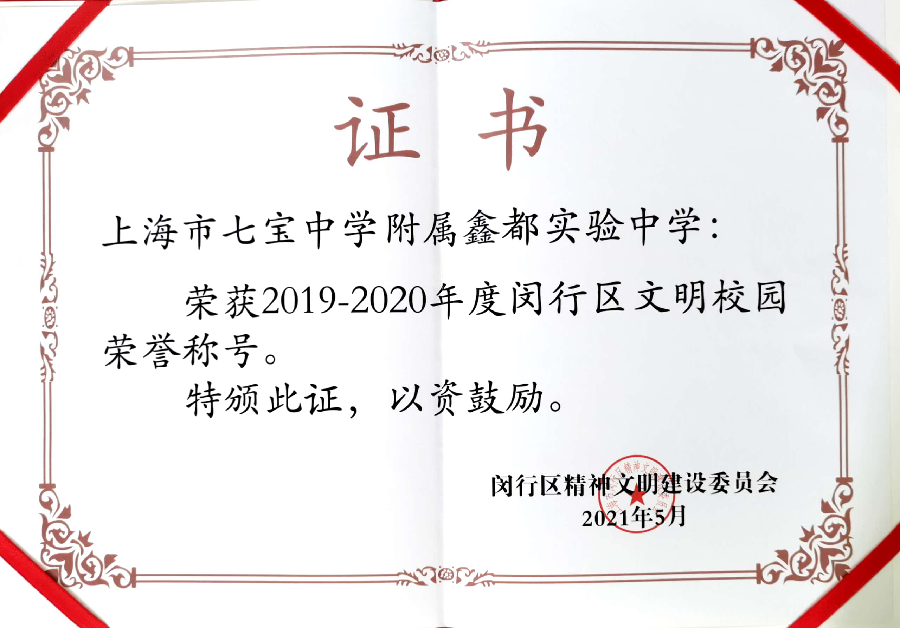 证 书
上海市七宝中学附属鑫都实验中学：
荣获2019-2020年度闵行区文明校园
荣誉称号。
特颁此证，以资鼓励。
闵行区精神文明建设委员会
2021年5月